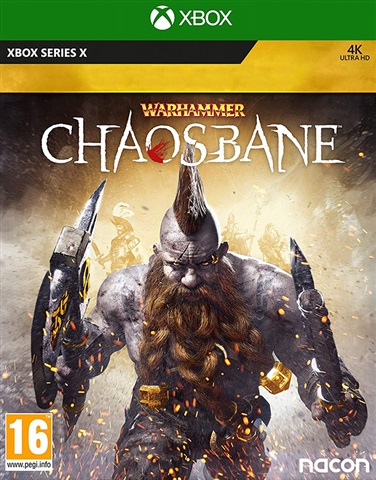 XBOX
XBOX SERIES X
4K
ULTRA HD
WARHAMMER
CHAOSBANE
16
www.pegi.info
nacon